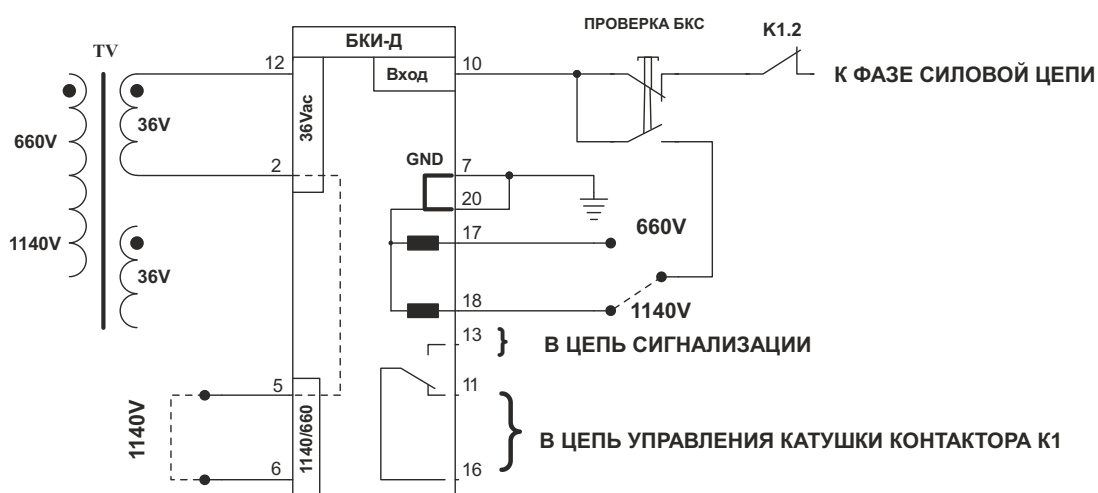 ПРОВЕРКА БКС
БКИ-Д
K1.2
TV
12
10
Вход
К ФАЗЕ СИЛОВОЙ ЦЕПИ
660V
36V
36Vac
2
GND
7
20
660V
17
1140V
36V
18
1140V
13
В ЦЕПЬ СИГНАЛИЗАЦИИ
5
11
1140V
1140/660
В ЦЕПЬ УПРАВЛЕНИЯ КАТУШКИ КОНТАКТОРА К1
6
16